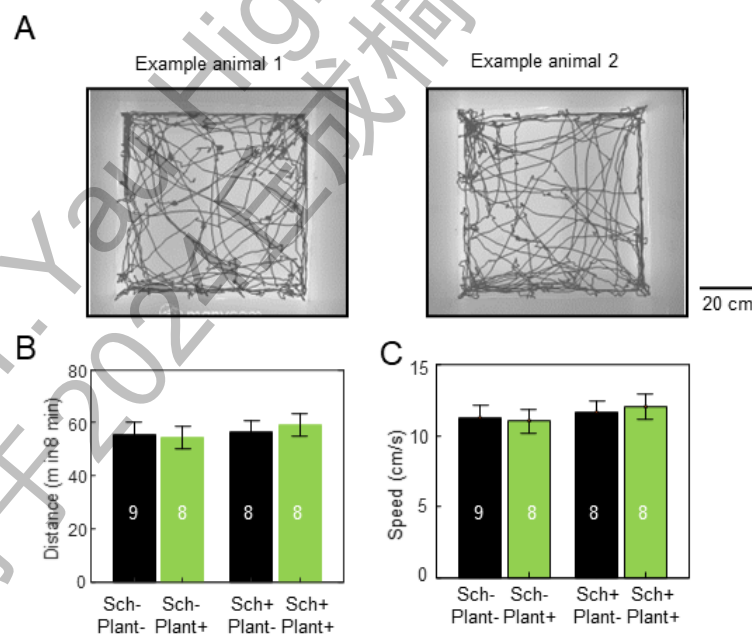 A
Example animal 1
Example animal 2
20 cm
B
80
60
40
20
0
Distance (m in8 min)
9
8
8
8
Sch-
Plant-
Sch-
Plant+
Sch+
Plant-
Sch+
Plant+
C
15
10
5
0
Speed (cm/s)
9
8
8
8
Sch-
Plant-
Sch-
Plant+
Sch+
Plant-
Sch+
Plant+